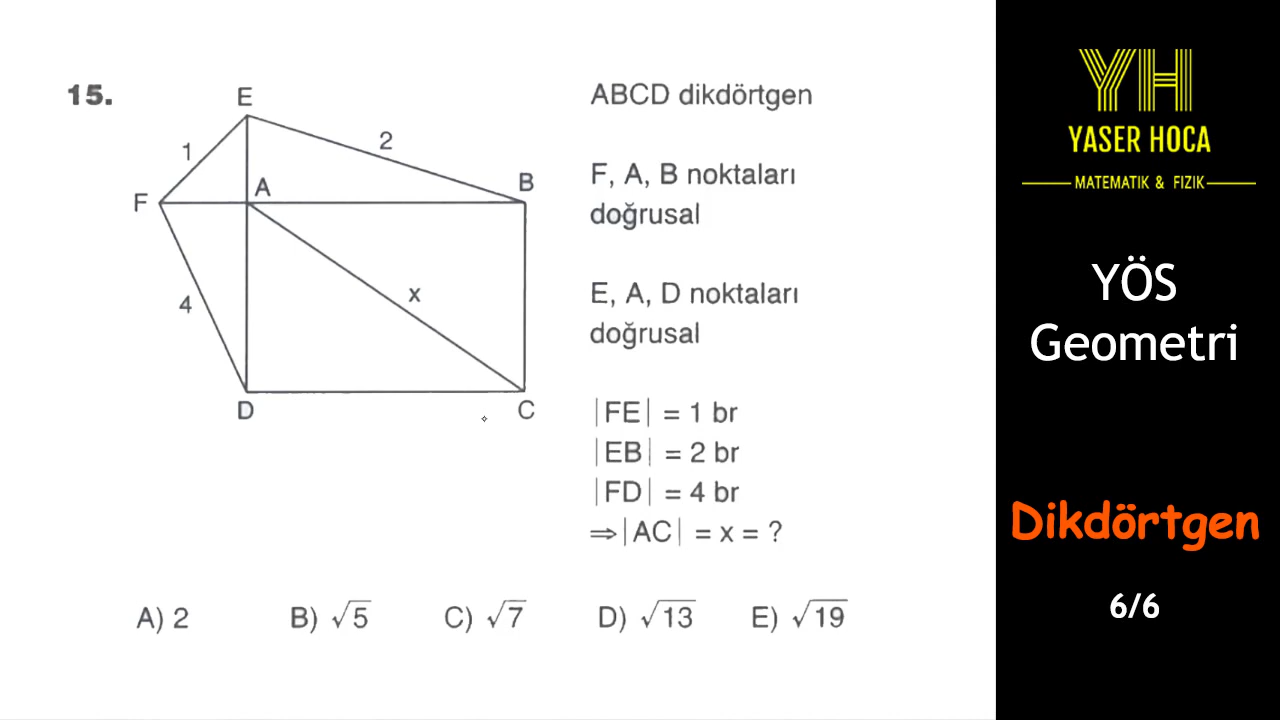 15.
E
1
2
F
A
B
4
x
D
C
ABCD dikdörtgen
F, A, B noktaları
doğrusal
E, A, D noktaları
doğrusal
|FE| = 1 br
|EB| = 2 br
|FD| = 4 br
⇒|AC| = x = ?
A) 2 B) √5 C) √7 D) √13 E) √19
YH
YASER HOCA
MATEMATIK & FIZIK
YÖS
Geometri
Dikdörtgen
6/6